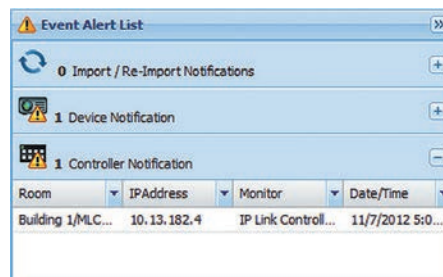 Event Alert List
0 Import / Re-Import Notifications
1 Device Notification
1 Controller Notification
Room IPAddress Monitor Date/Time
Building 1/MLC... 10.13.182.4 IP Link Controll... 11/7/2012 5:0...